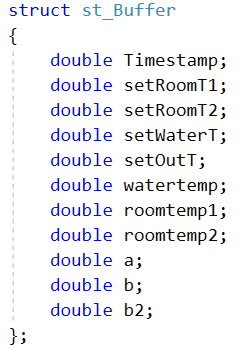 struct st_Buffer
{
    double Timestamp;
    double setRoomT1;
    double setRoomT2;
    double setWaterT;
    double setOutT;
    double watertemp;
    double roomtemp1;
    double roomtemp2;
    double a;
    double b;
    double b2;
};